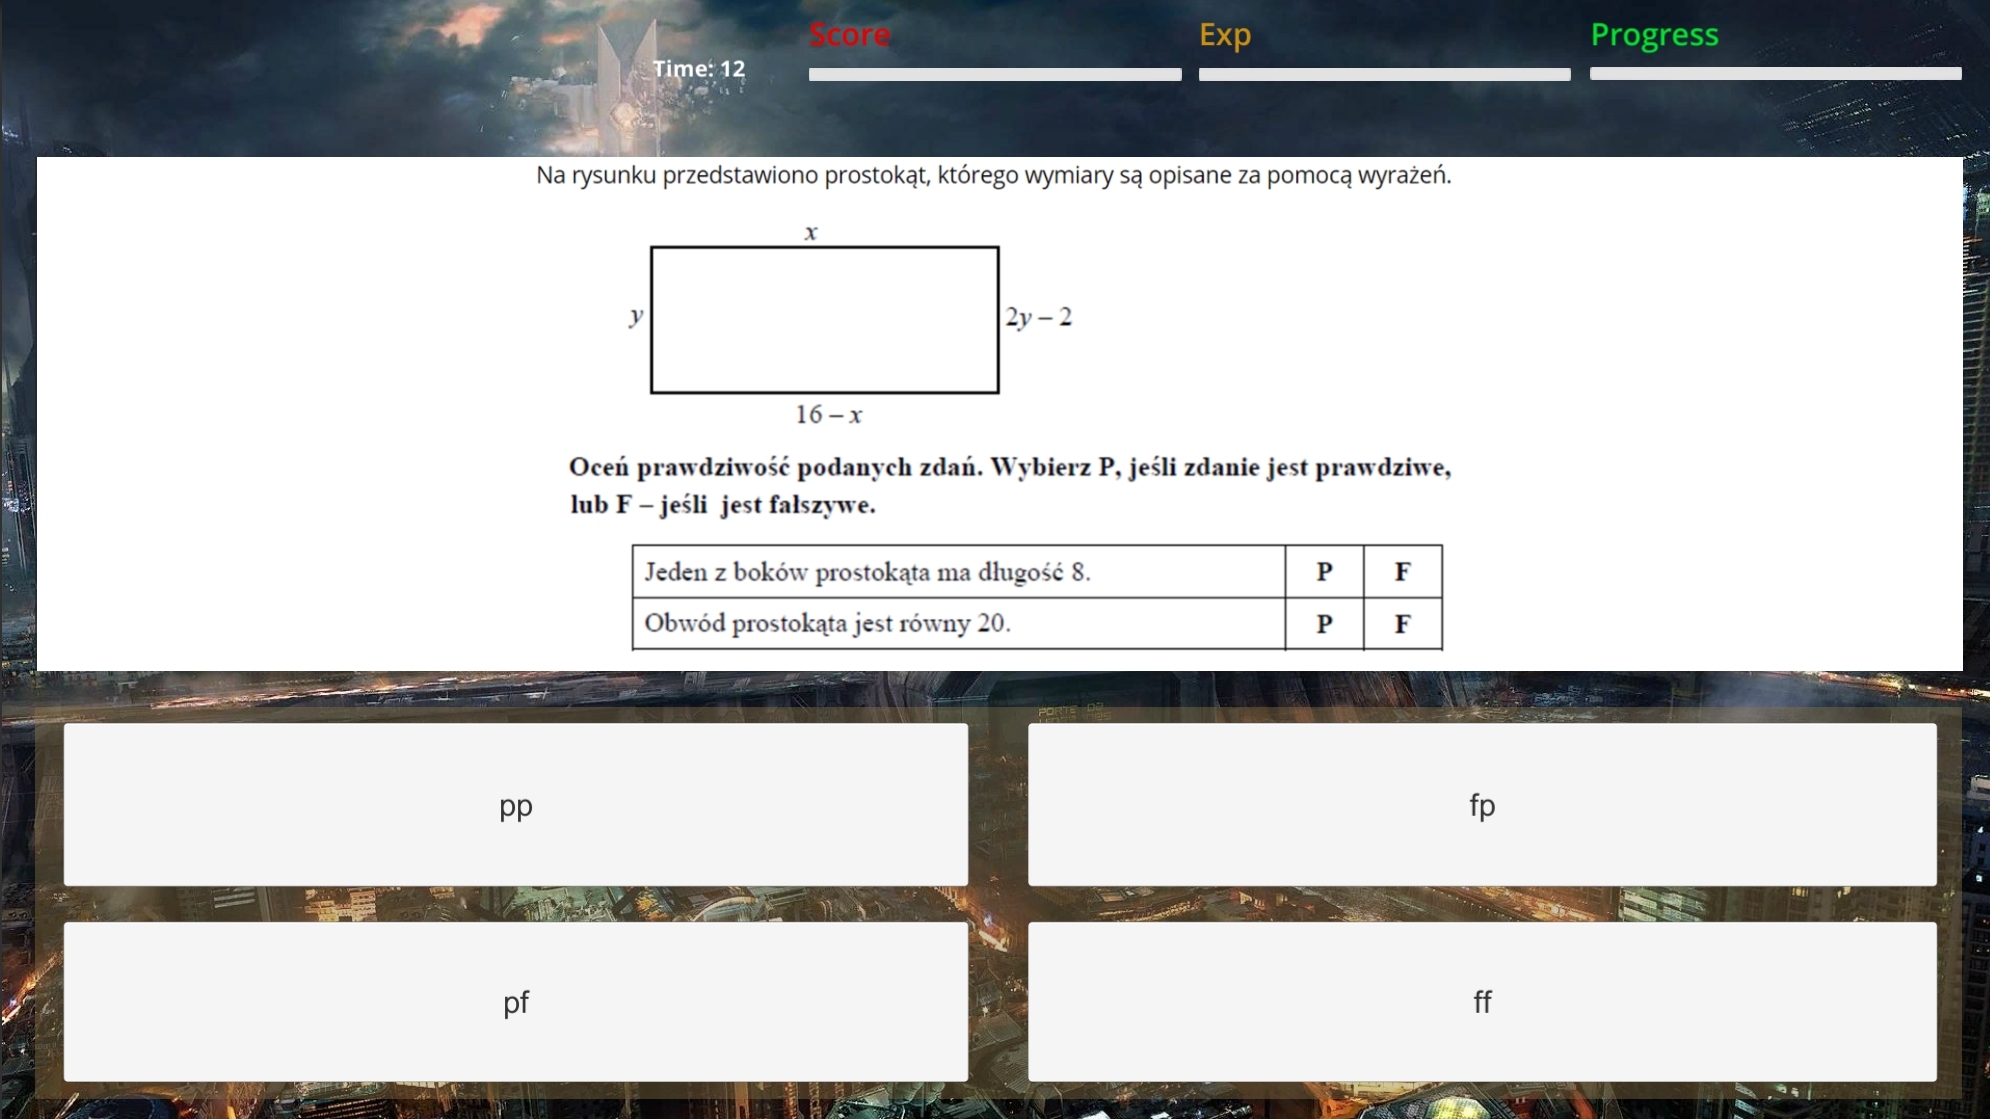 Score
Exp
Progress
Time: 12
Na rysunku przedstawiono prostokąt, którego wymiary są opisane za pomocą wyrażeń.
x
y
2y – 2
16 – x
Oceń prawdziwość podanych zdań. Wybierz P, jeśli zdanie jest prawdziwe,
lub F – jeśli jest fałszywe.
Jeden z boków prostokąta ma długość 8. P F
Obwód prostokąta jest równy 20. P F
pp
fp
pf
ff